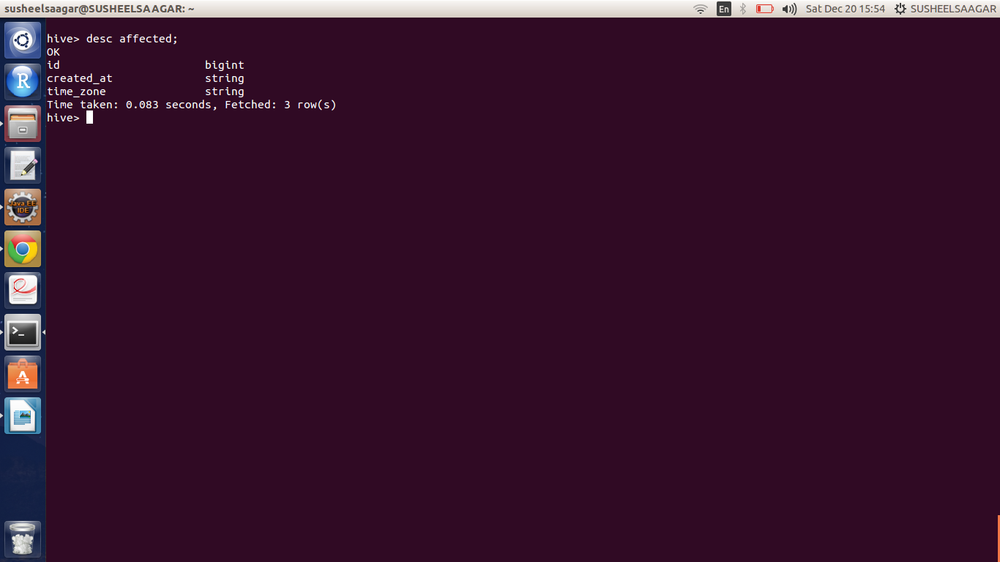 susheelsaagar@SUSHEELSAAGAR: ~
En
Sat Dec 20 15:54
SUSHEELSAAGAR
hive> desc affected;
OK
id bigint
created_at string
time_zone string
Time taken: 0.083 seconds, Fetched: 3 row(s)
hive>
R
Java EE
IDE
>_
A